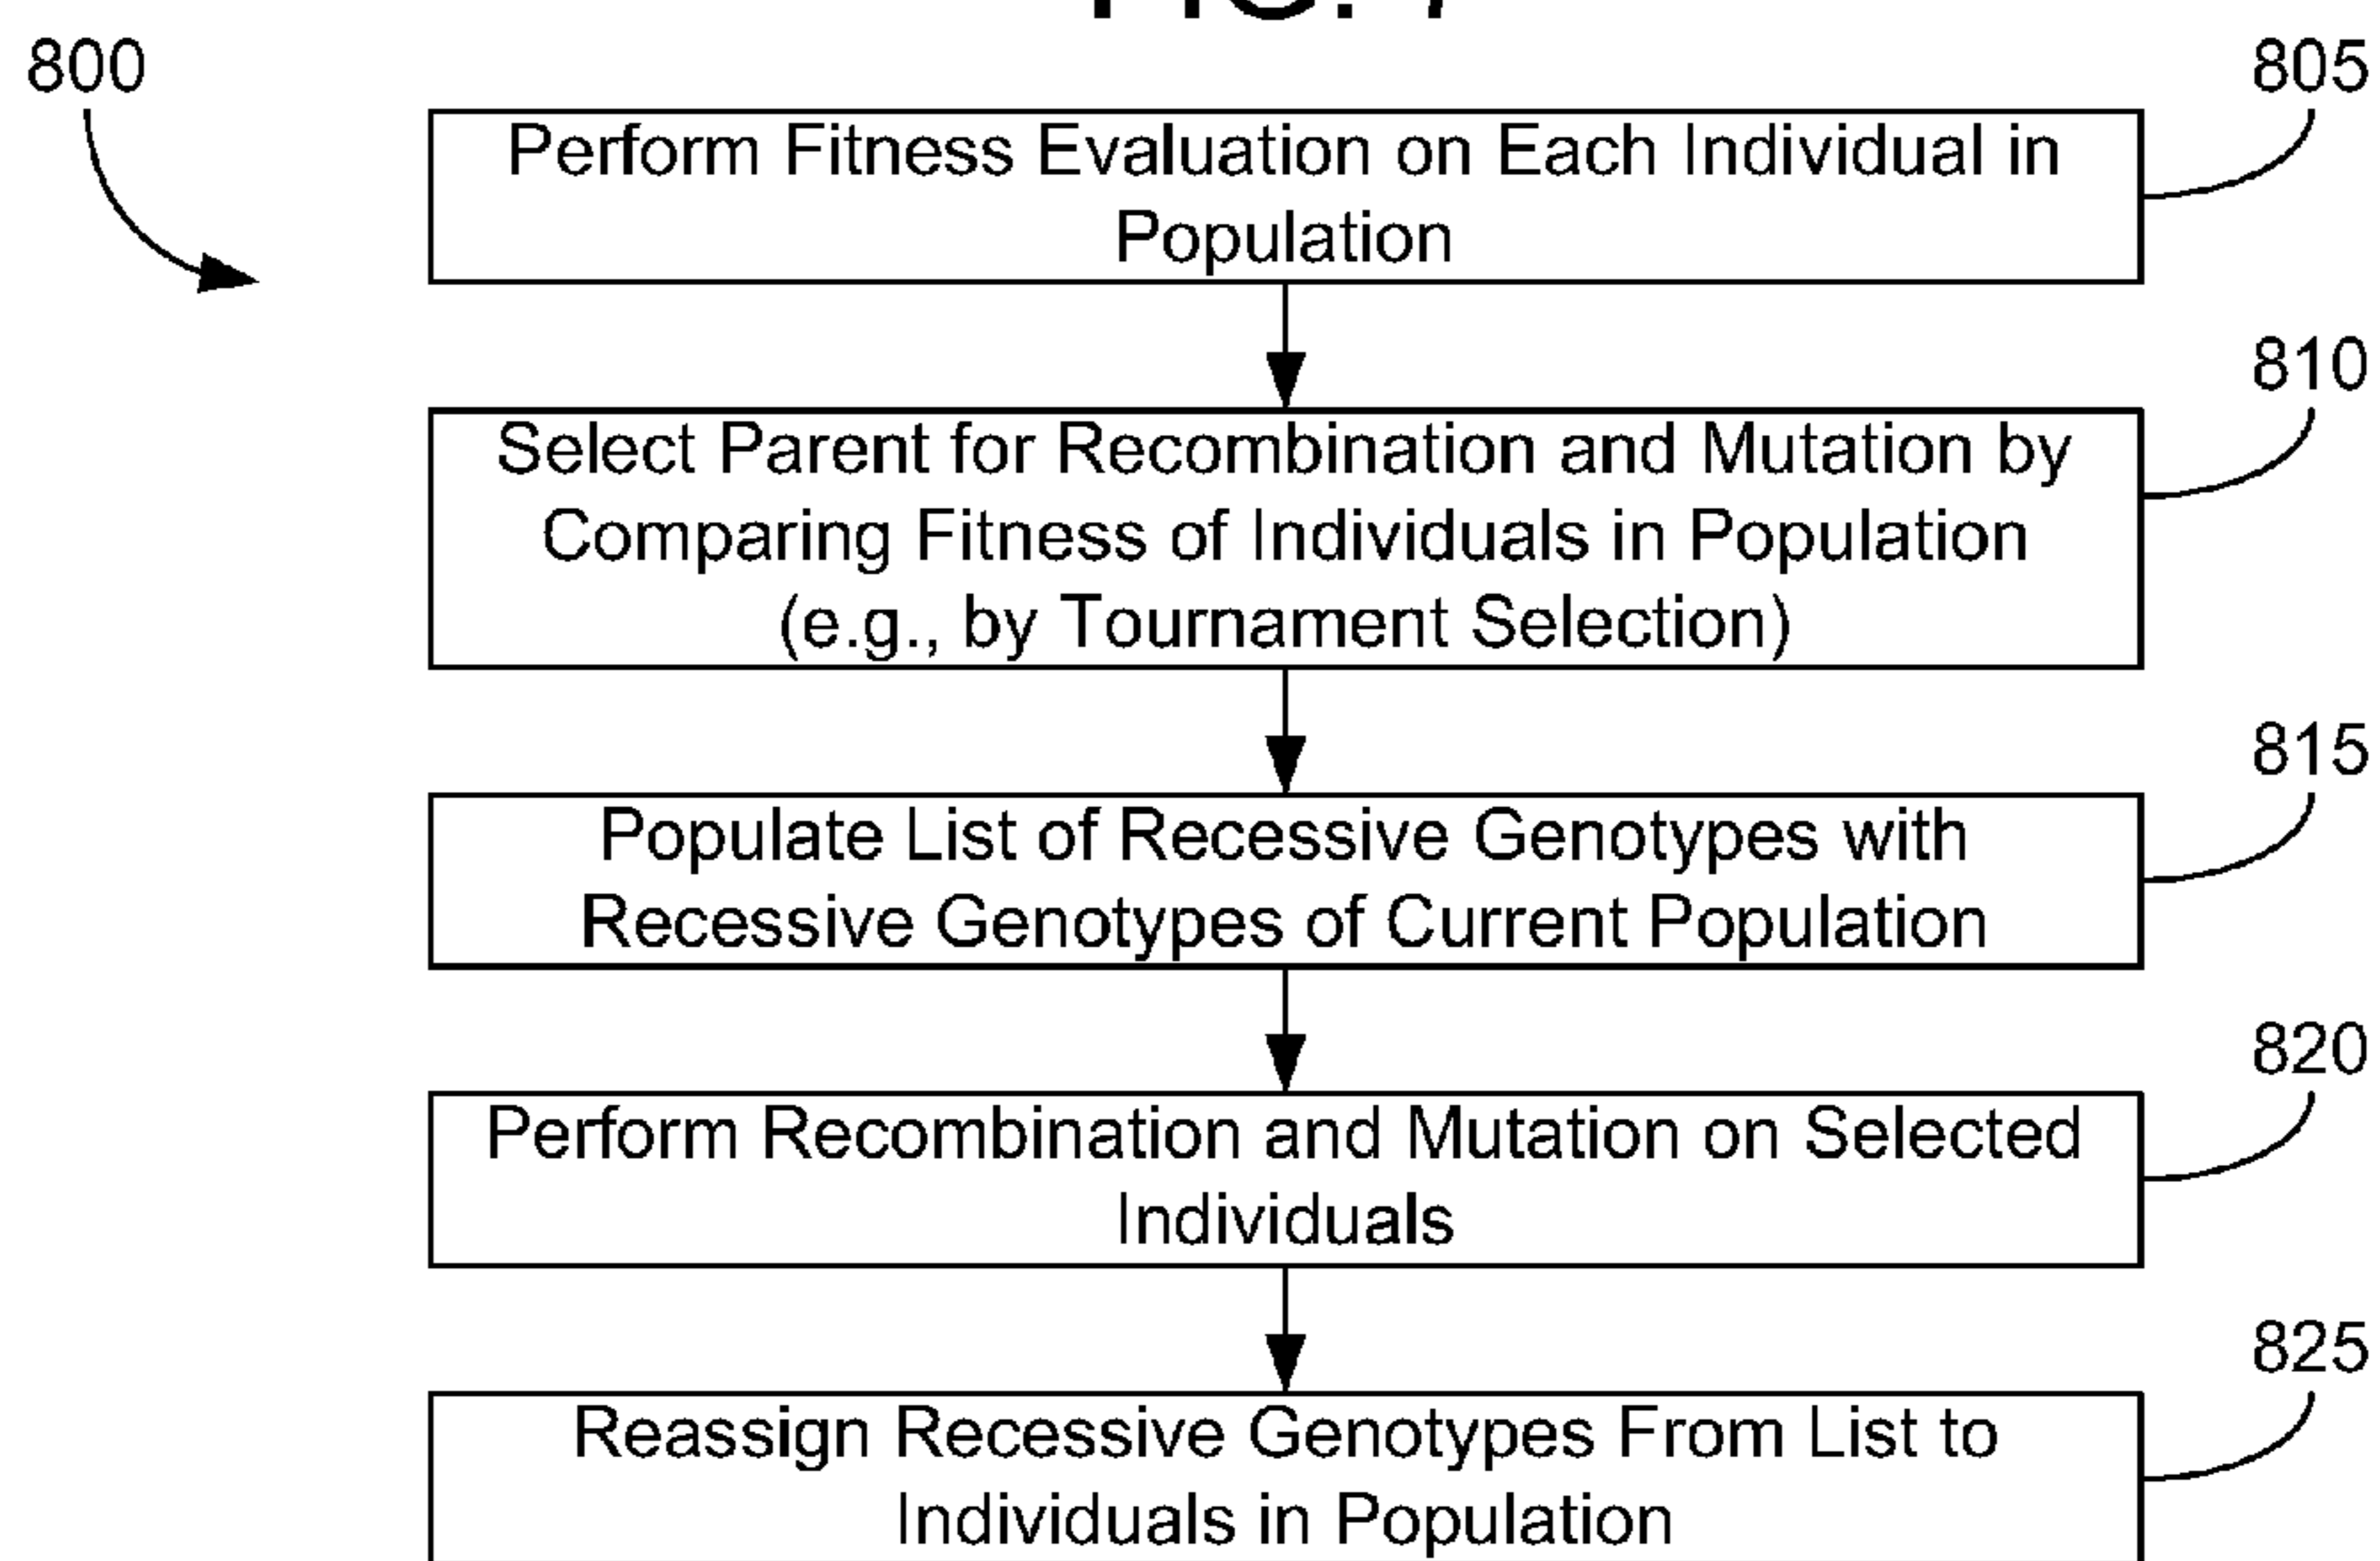 800
805
Perform Fitness Evaluation on Each Individual in
Population
810
Select Parent for Recombination and Mutation by
Comparing Fitness of Individuals in Population
(e.g., by Tournament Selection)
815
Populate List of Recessive Genotypes with
Recessive Genotypes of Current Population
820
Perform Recombination and Mutation on Selected
Individuals
825
Reassign Recessive Genotypes From List to
Individuals in Population